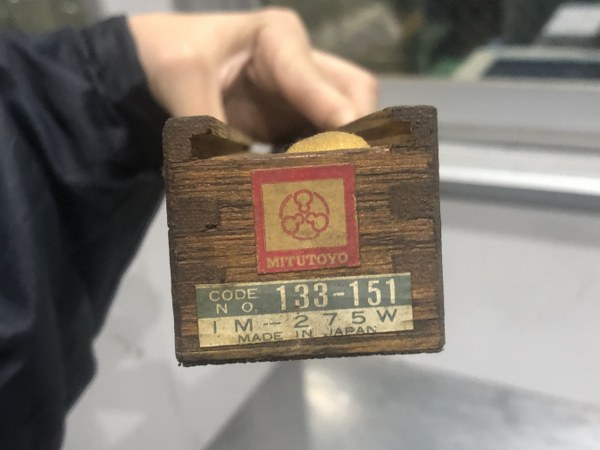 MITUTOYO
CODE NO. 133-151
IM-275W
MADE IN JAPAN